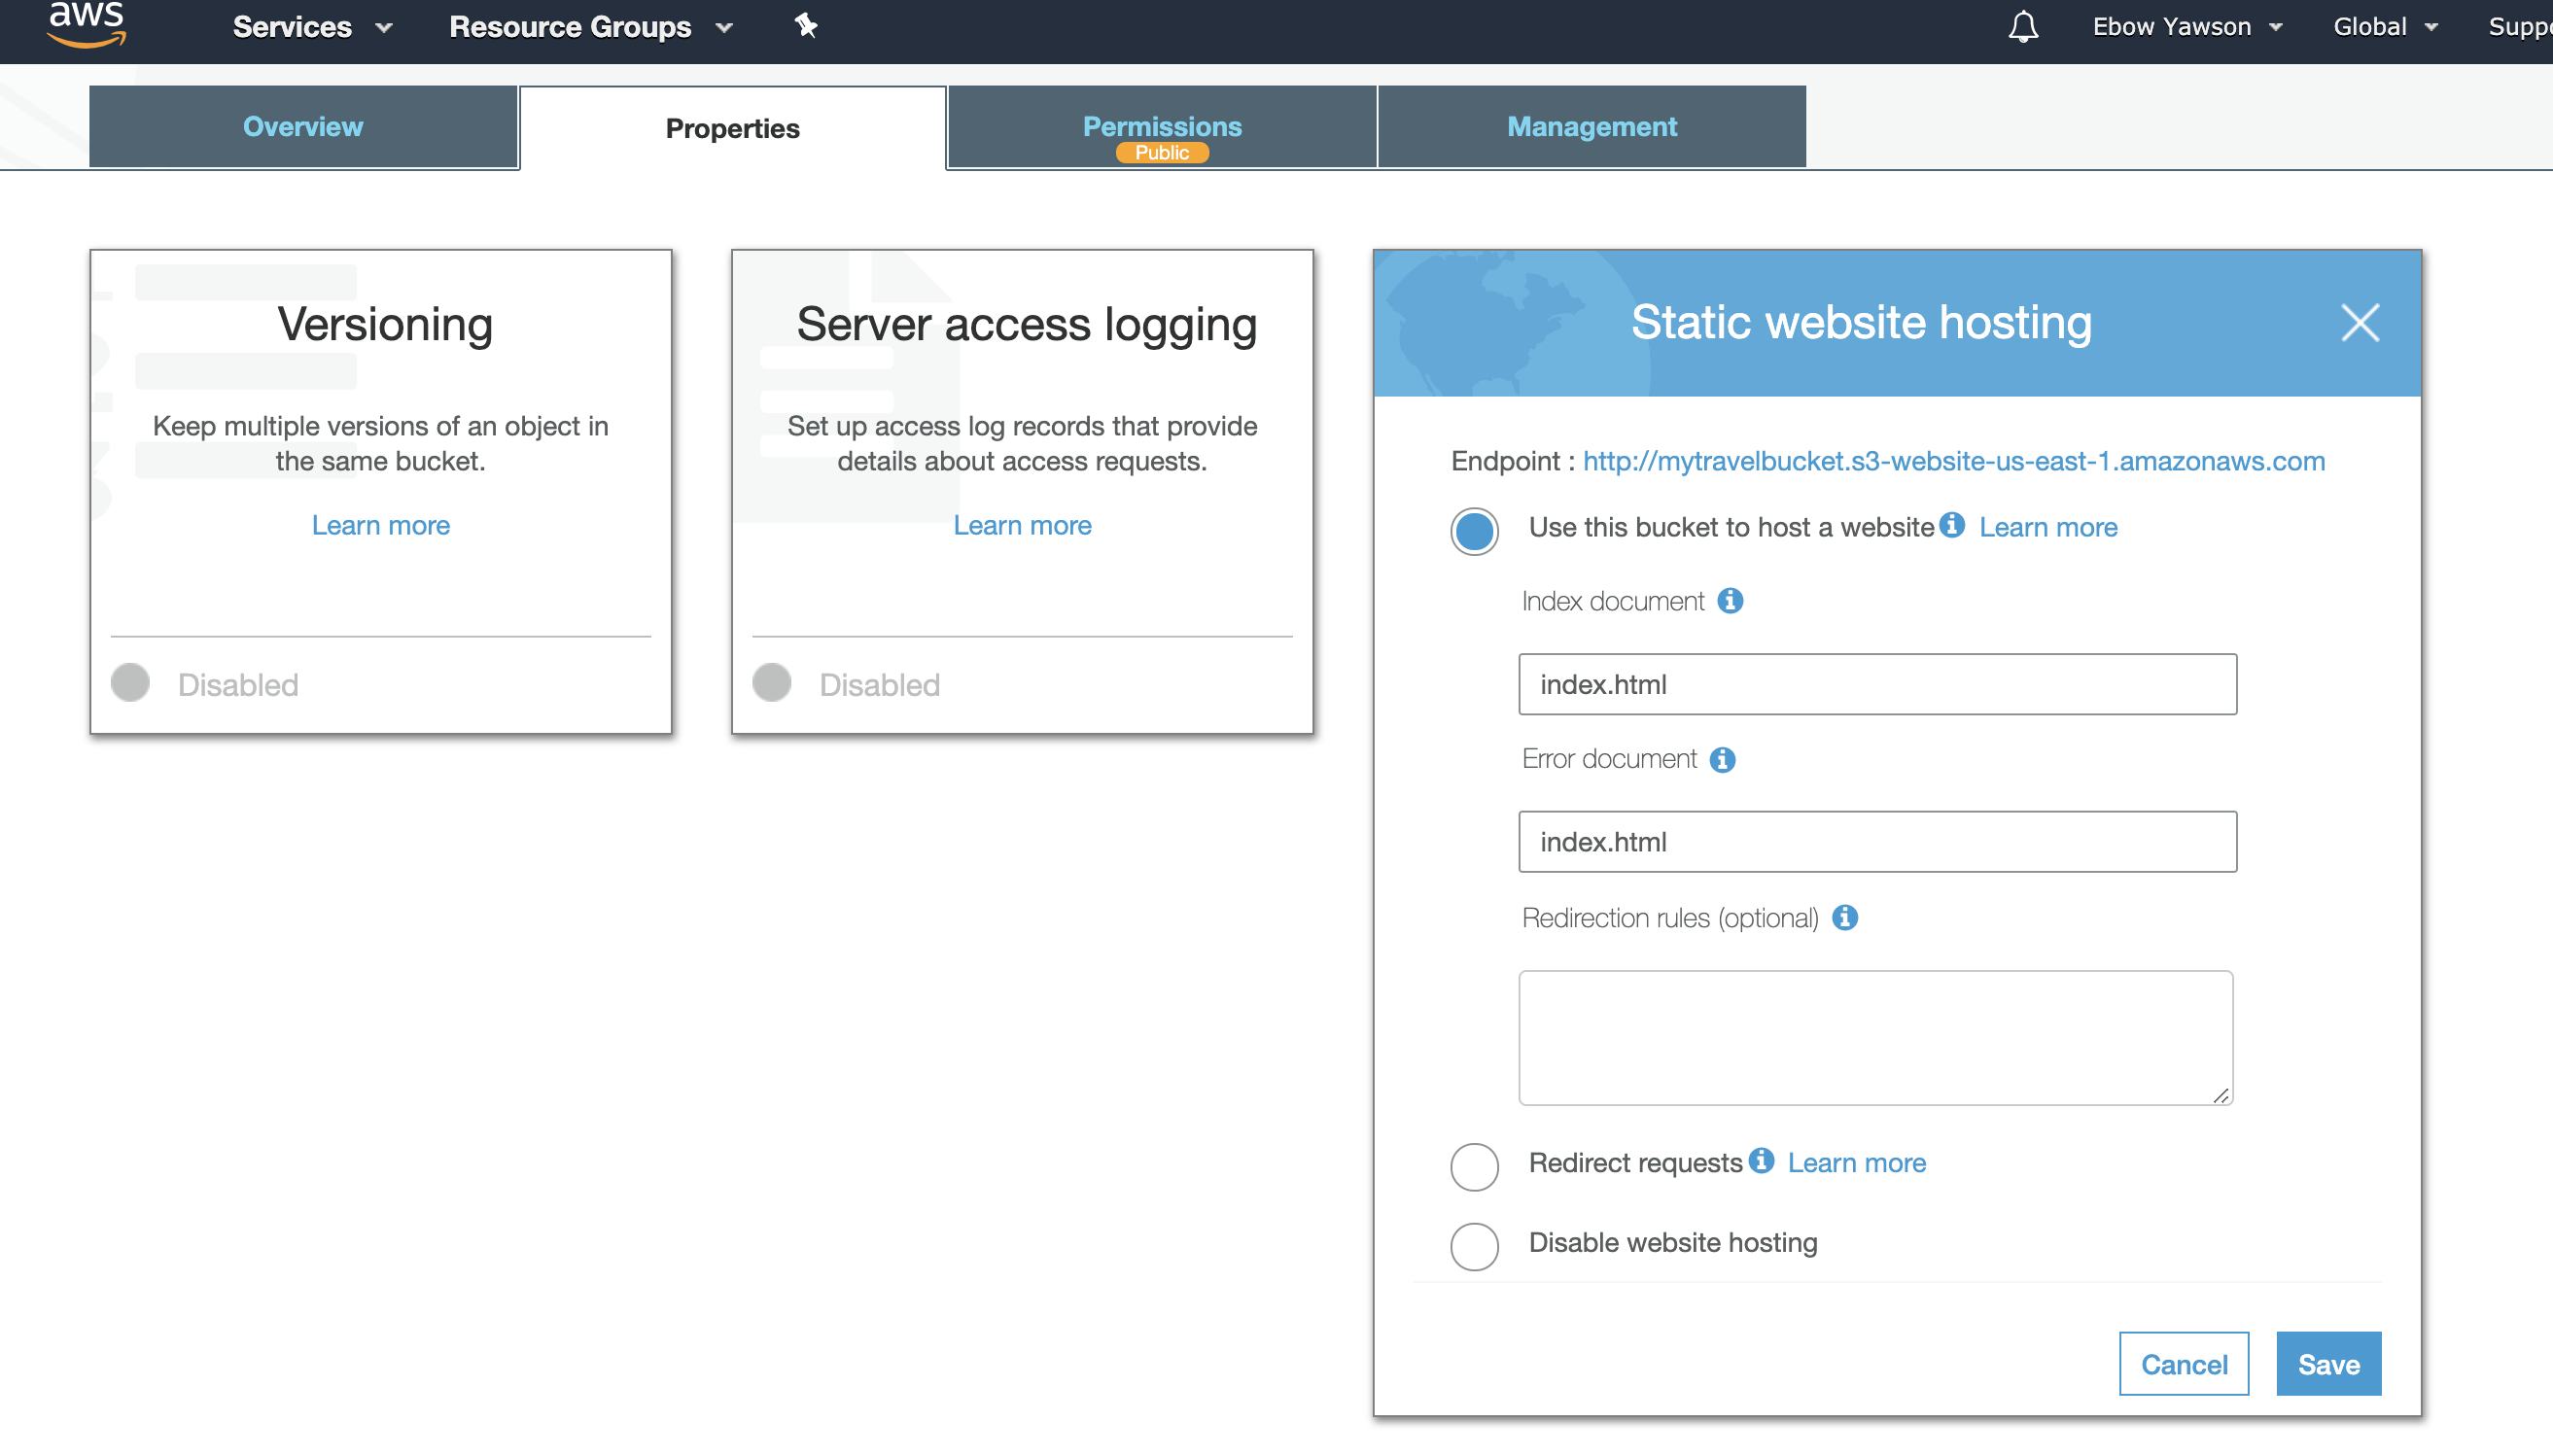 aws
Services
Resource Groups
Ebow Yawson
Global
Overview
Properties
Permissions
Public
Management
Versioning
Keep multiple versions of an object in
the same bucket.
Learn more
Disabled
Server access logging
Set up access log records that provide
details about access requests.
Learn more
Disabled
Static website hosting
Endpoint : http://mytravelbucket.s3-website-us-east-1.amazonaws.com
Use this bucket to host a website Learn more
Index document
index.html
Error document
index.html
Redirection rules (optional)
Redirect requests Learn more
Disable website hosting
Cancel
Save